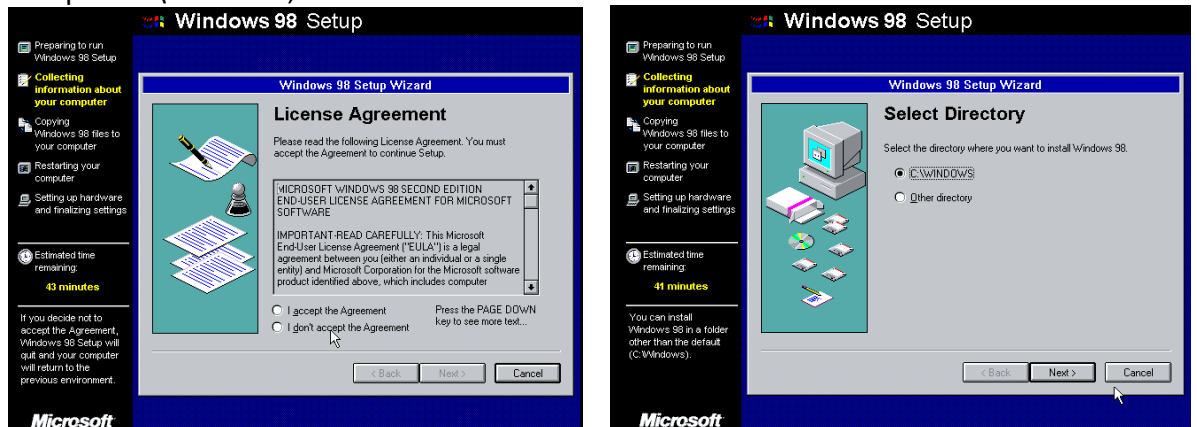 Windows 98 Setup
Preparing to run
Windows 98 Setup
Collecting
information about
your computer
Copying
Windows 98 files to
your computer
Restarting your
computer
Setting up hardware
and finalizing settings
Estimated time
remaining:
43 minutes
If you decide not to
accept the Agreement,
Windows 98 Setup will
quit and your computer
will return to the
previous environment.
Microsoft
Windows 98 Setup Wizard
License Agreement
Please read the following License Agreement. You must
accept the Agreement to continue Setup.
MICROSOFT WINDOWS 98 SECOND EDITION
END-USER LICENSE AGREEMENT FOR MICROSOFT
SOFTWARE
IMPORTANT-READ CAREFULLY: This Microsoft
End-User License Agreement ("EULA") is a legal
agreement between you (either an individual or a single
entity) and Microsoft Corporation for the Microsoft software
product identified above, which includes computer
I accept the Agreement
I don't accept the Agreement
Press the PAGE DOWN
key to see more text...
< Back
Next >
Cancel
Windows 98 Setup
Preparing to run
Windows 98 Setup
Collecting
information about
your computer
Copying
Windows 98 files to
your computer
Restarting your
computer
Setting up hardware
and finalizing settings
Estimated time
remaining:
41 minutes
You can install
Windows 98 in a folder
other than the default
(C:\Windows).
Microsoft
Windows 98 Setup Wizard
Select Directory
Select the directory where you want to install Windows 98.
C:\WINDOWS
Other directory
< Back
Next >
Cancel